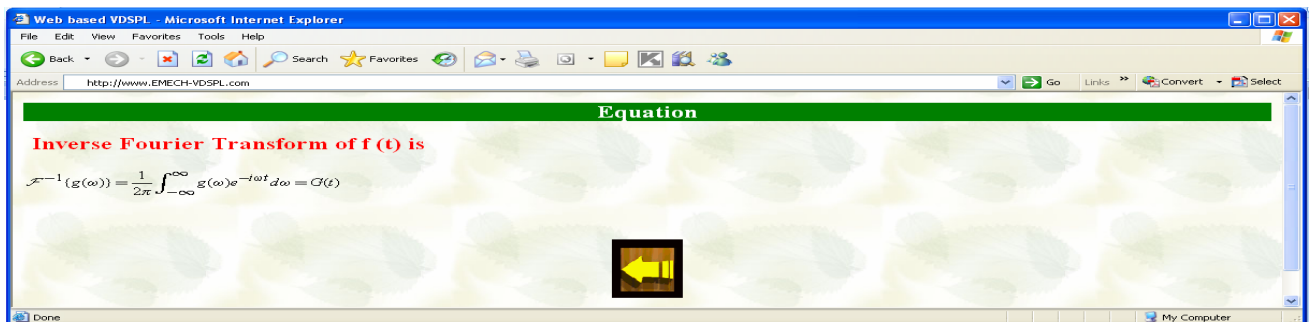 Web based VDSPL - Microsoft Internet Explorer
File Edit View Favorites Tools Help
Back Search Favorites
Address http://www.EMECH-VDSPL.com Go Links » Convert Select
Equation
Inverse Fourier Transform of f (t) is
ℱ⁻¹{g(ω)} = 1/2π ∫_{-∞}^{∞} g(ω)e^{-iωt} dω = G(t)
Done My Computer